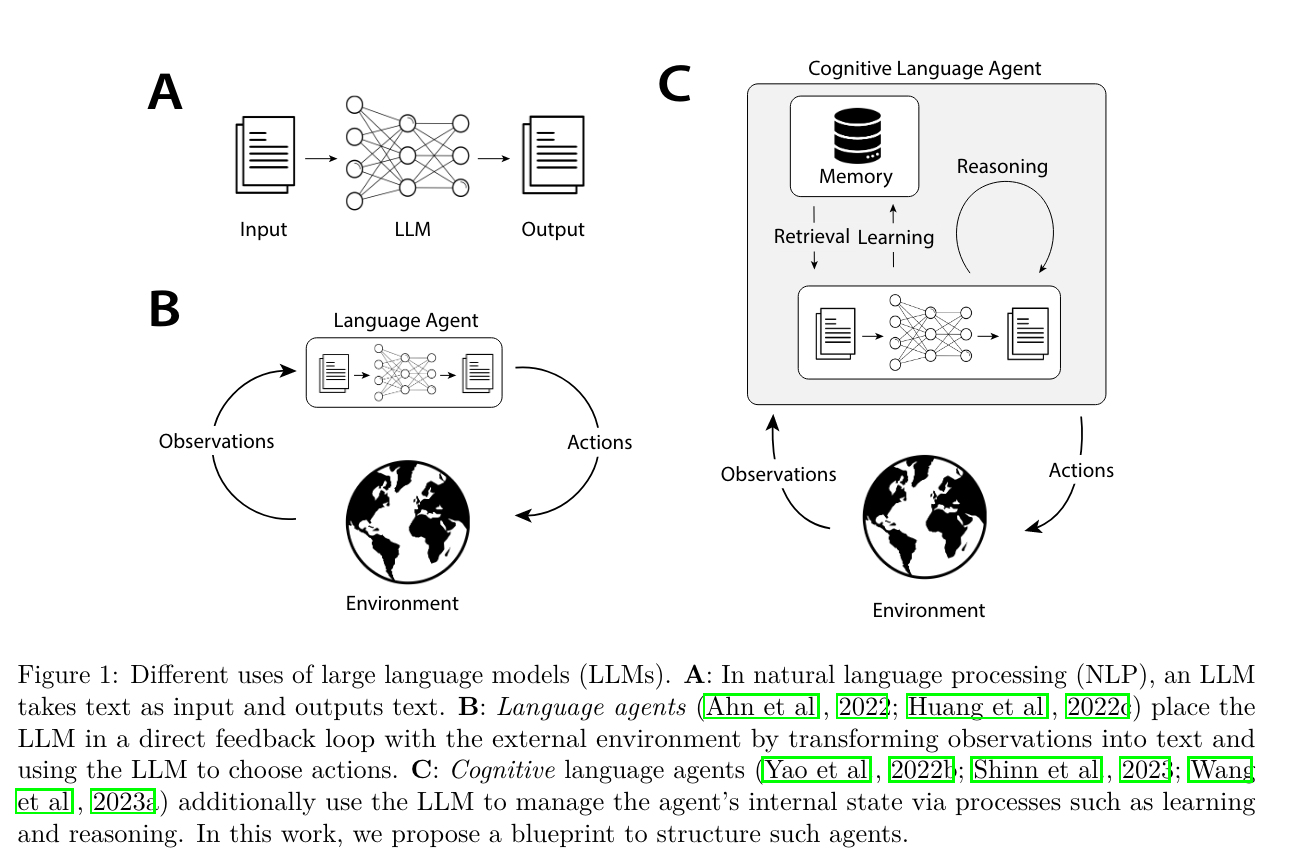 A
Input
LLM
Output
B
Language Agent
Observations
Actions
Environment
C
Cognitive Language Agent
Memory
Reasoning
Retrieval Learning
Observations
Actions
Environment
Figure 1: Different uses of large language models (LLMs). A: In natural language processing (NLP), an LLM
takes text as input and outputs text. B: Language agents (Ahn et al., 2022; Huang et al., 2022c) place the
LLM in a direct feedback loop with the external environment by transforming observations into text and
using the LLM to choose actions. C: Cognitive language agents (Yao et al., 2022b; Shinn et al., 2023; Wang
et al., 2023a) additionally use the LLM to manage the agent's internal state via processes such as learning
and reasoning. In this work, we propose a blueprint to structure such agents.